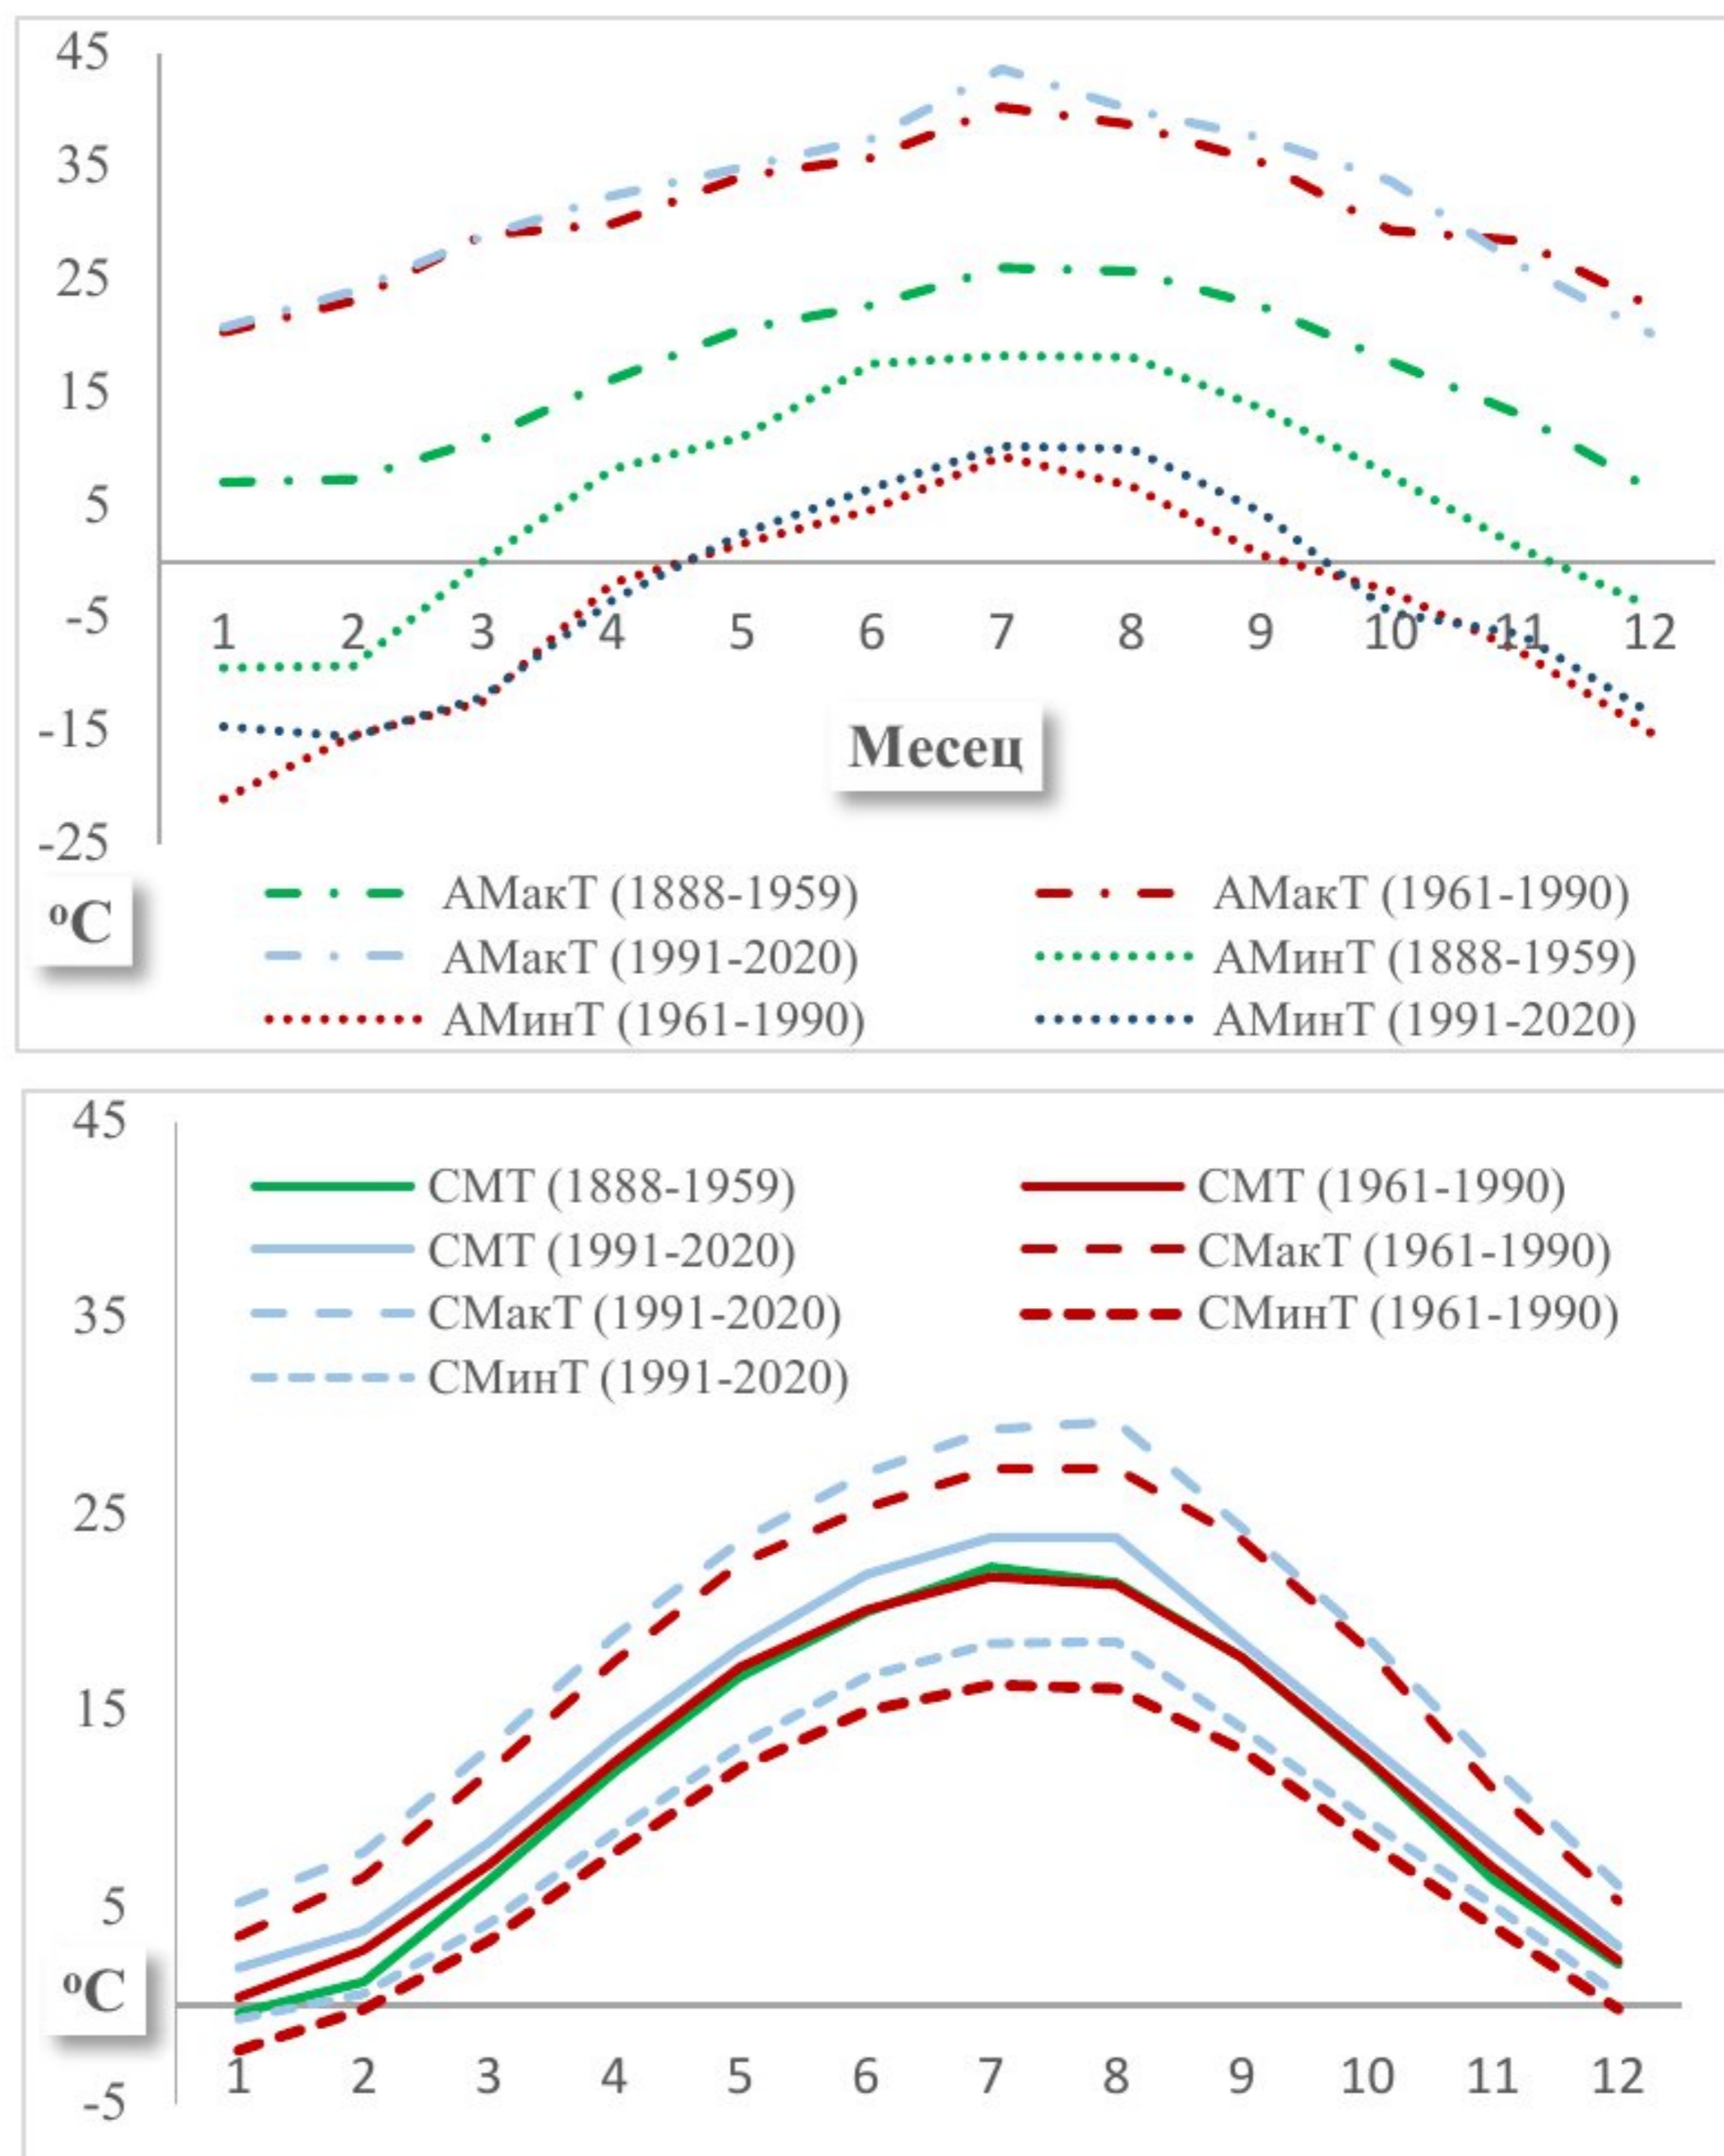 45
35
25
15
5
-5
-15
-25
1 2 3 4 5 6 7 8 9 10 11 12
Месец
°C
АМакТ (1888-1959) АМакТ (1961-1990)
АМакТ (1991-2020) АМинТ (1888-1959)
АМинТ (1961-1990) АМинТ (1991-2020)
45
35
25
15
5
-5
°C
СМТ (1888-1959) СМТ (1961-1990)
СМТ (1991-2020) СМакТ (1961-1990)
СМакТ (1991-2020) СМинТ (1961-1990)
СМинТ (1991-2020)
1 2 3 4 5 6 7 8 9 10 11 12